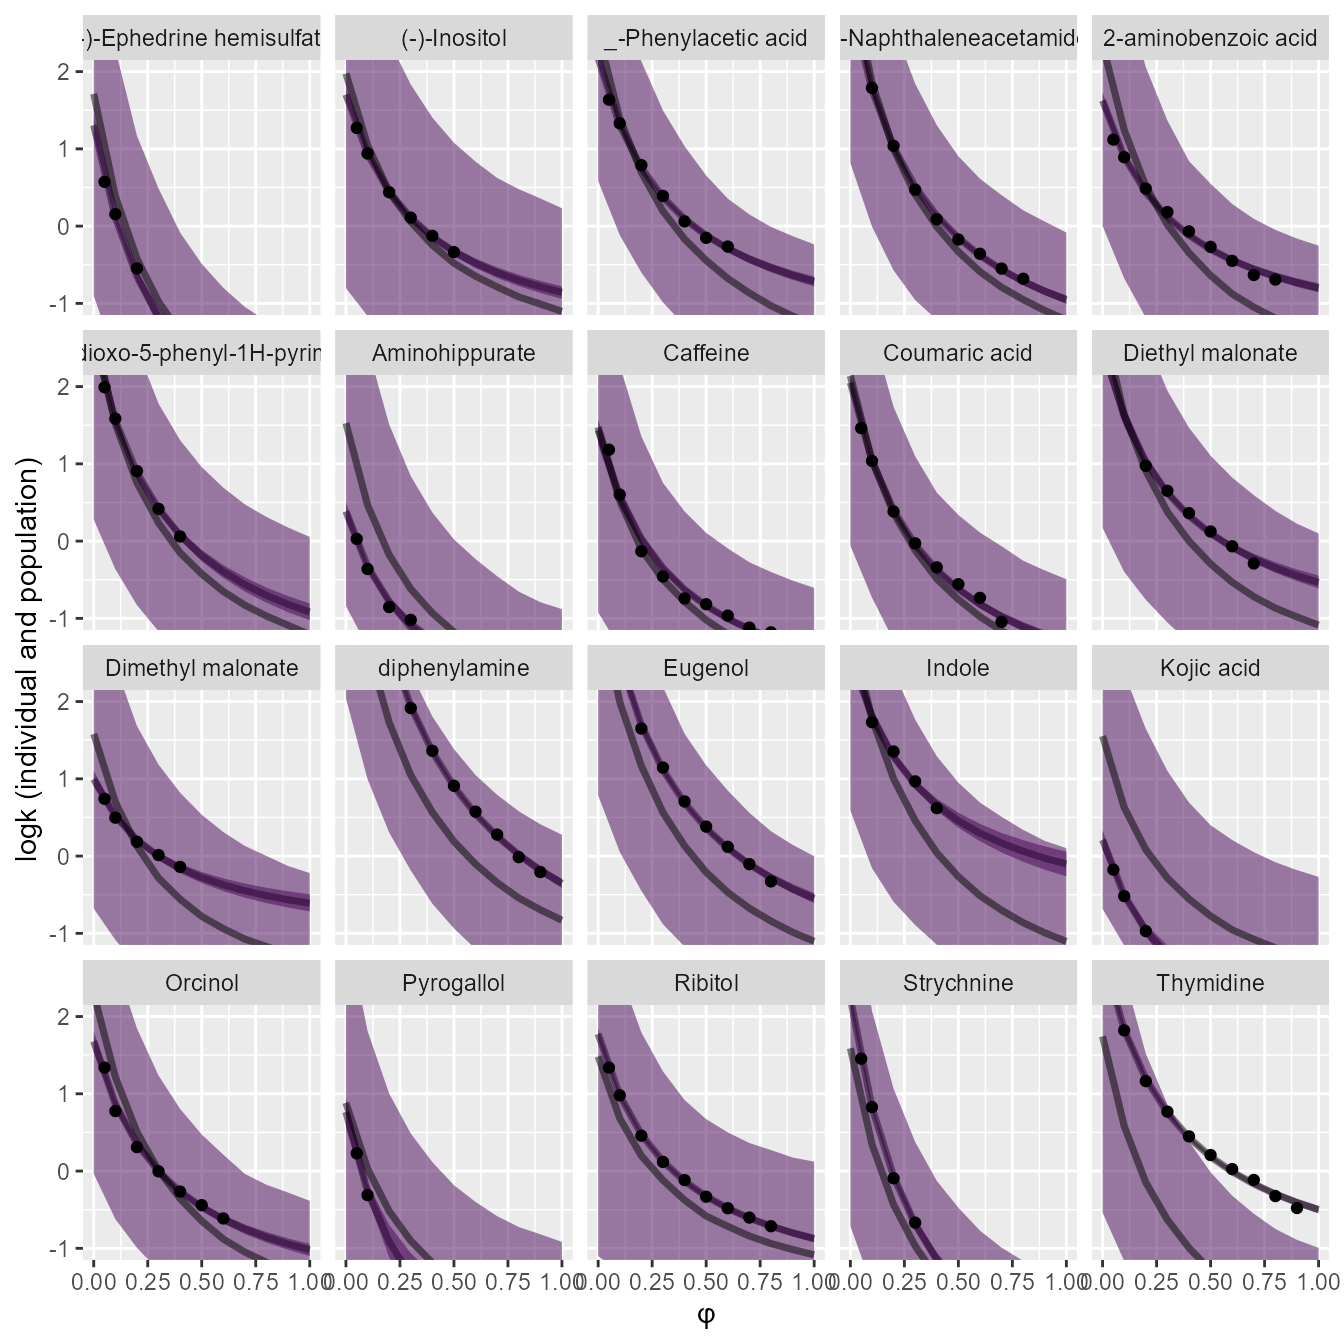 -)-Ephedrine hemisulfat
(-)-Inositol
_-Phenylacetic acid
-Naphthaleneacetamide
2-aminobenzoic acid
2
1
0
-1
dioxo-5-phenyl-1H-pyrim
Aminohippurate
Caffeine
Coumaric acid
Diethyl malonate
2
1
0
-1
logk (individual and population)
Dimethyl malonate
diphenylamine
Eugenol
Indole
Kojic acid
2
1
0
-1
Orcinol
Pyrogallol
Ribitol
Strychnine
Thymidine
2
1
0
-1
0.00 0.25 0.50 0.75 1.00
0.00 0.25 0.50 0.75 1.00
0.00 0.25 0.50 0.75 1.00
0.00 0.25 0.50 0.75 1.00
0.00 0.25 0.50 0.75 1.00
φ